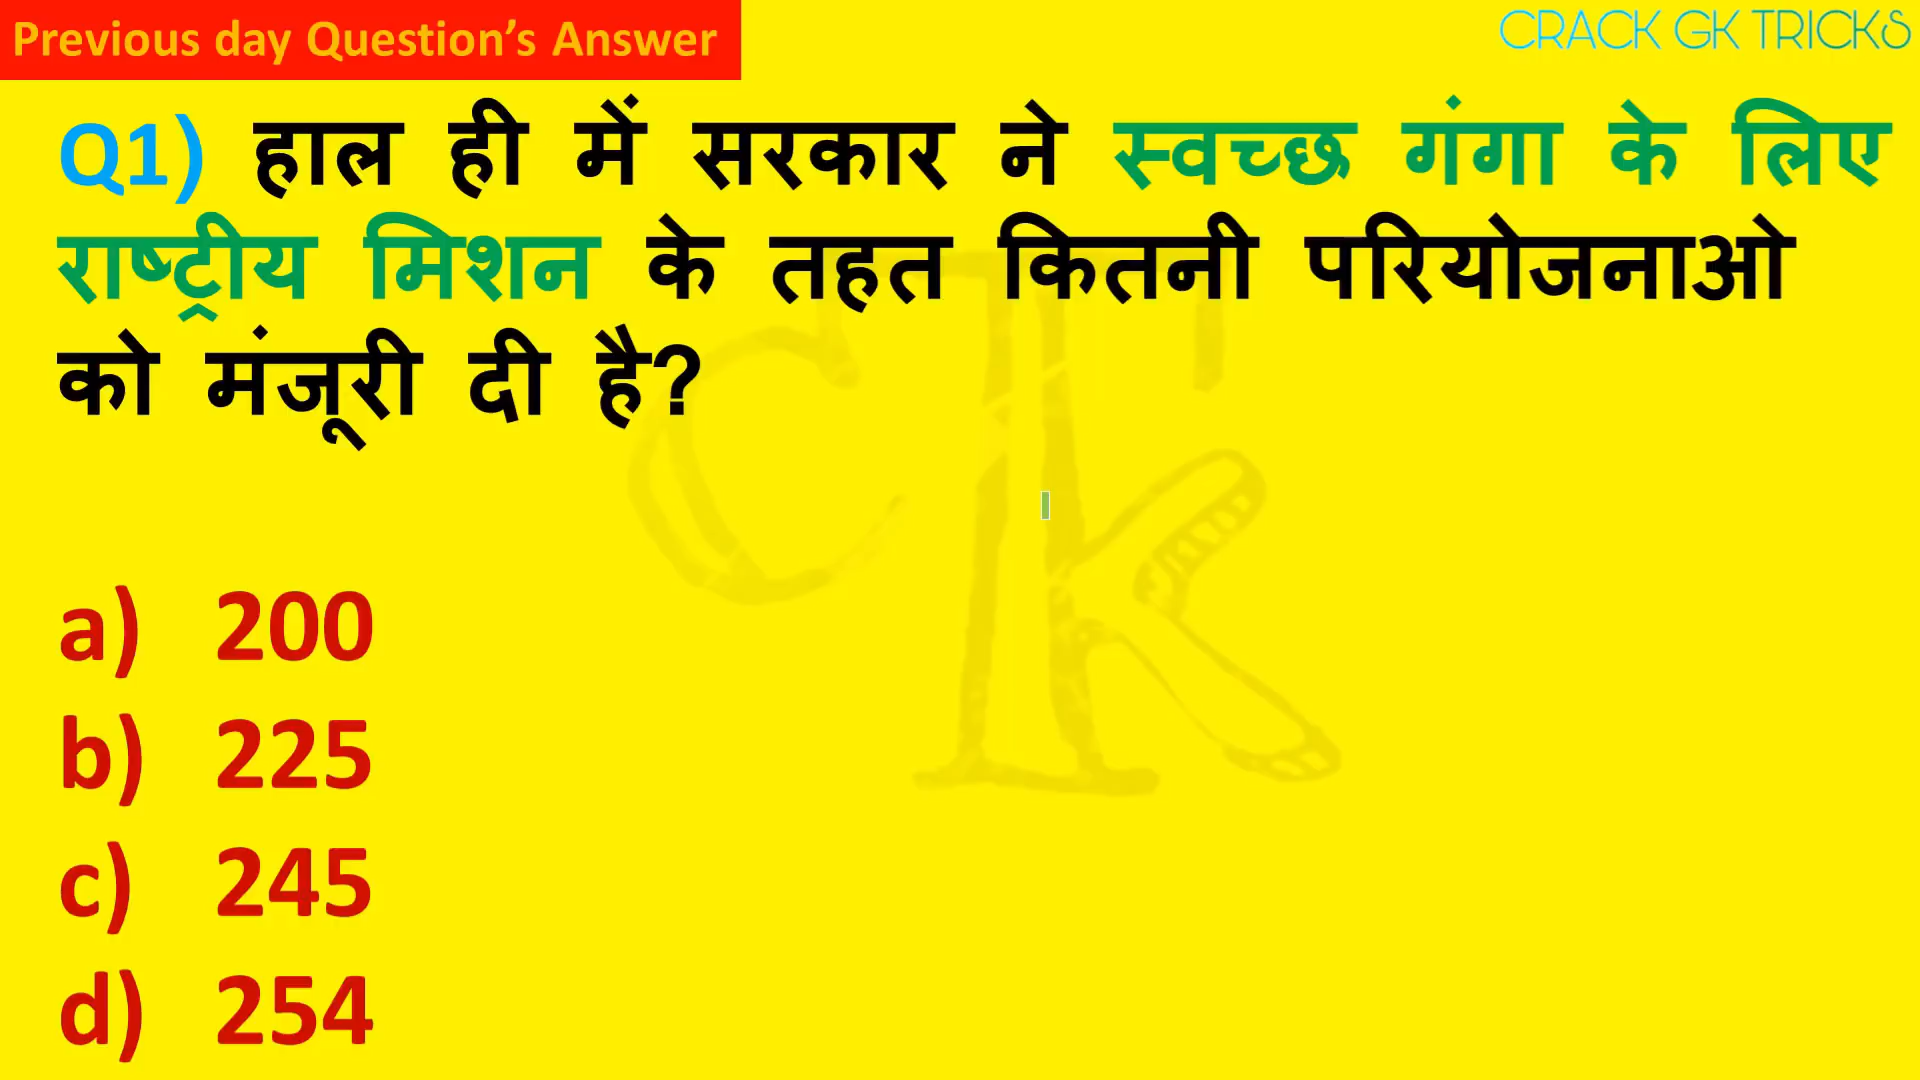 Previous day Question's Answer
CRACK GK TRICKS
Q1) हाल ही में सरकार ने स्वच्छ गंगा के लिए
राष्ट्रीय मिशन के तहत कितनी परियोजनाओ
को मंजूरी दी है?
a) 200
b) 225
c) 245
d) 254